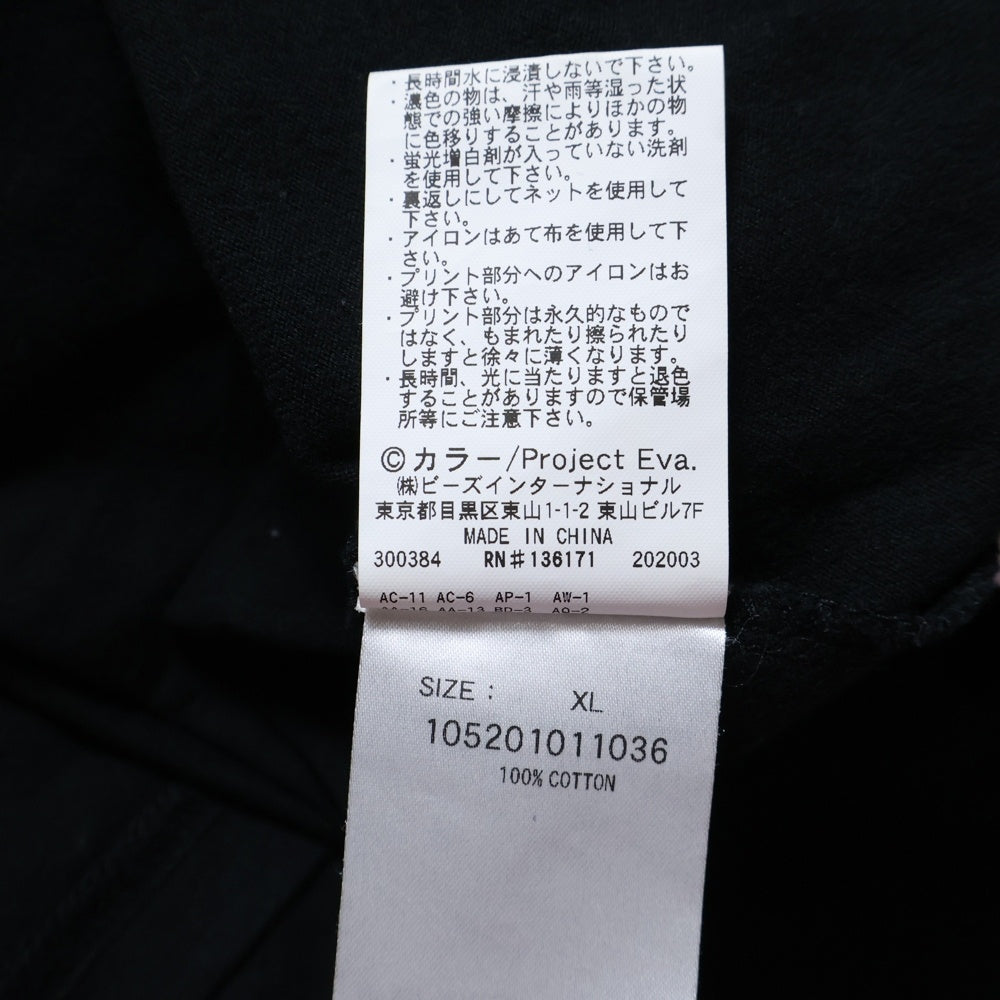 ・長時間水に浸漬しないで下さい。
・濃色の物は、汗や雨等湿った状
態での強い摩擦によりほかの物
に色移りすることがあります。
・蛍光増白剤が入っていない洗剤
を使用して下さい。
・裏返しにしてネットを使用して
下さい。
・アイロンはあて布を使用して下
さい。
・プリント部分へのアイロンはお
避け下さい。
・プリント部分は永久的なもので
はなく、もまれたり擦られたり
しますと徐々に薄くなります。
・長時間、光に当たりますと退色
することがありますので保管場
所等にご注意下さい。
©カラー/Project Eva.
㈱ビーズインターナショナル
東京都目黒区東山1-1-2 東山ビル7F
MADE IN CHINA
300384 RN#136171 202003
AC-11 AC-6 AP-1 AW-1
AA-16 AA-13 BD-3 AQ-2
SIZE: XL
105201011036
100% COTTON